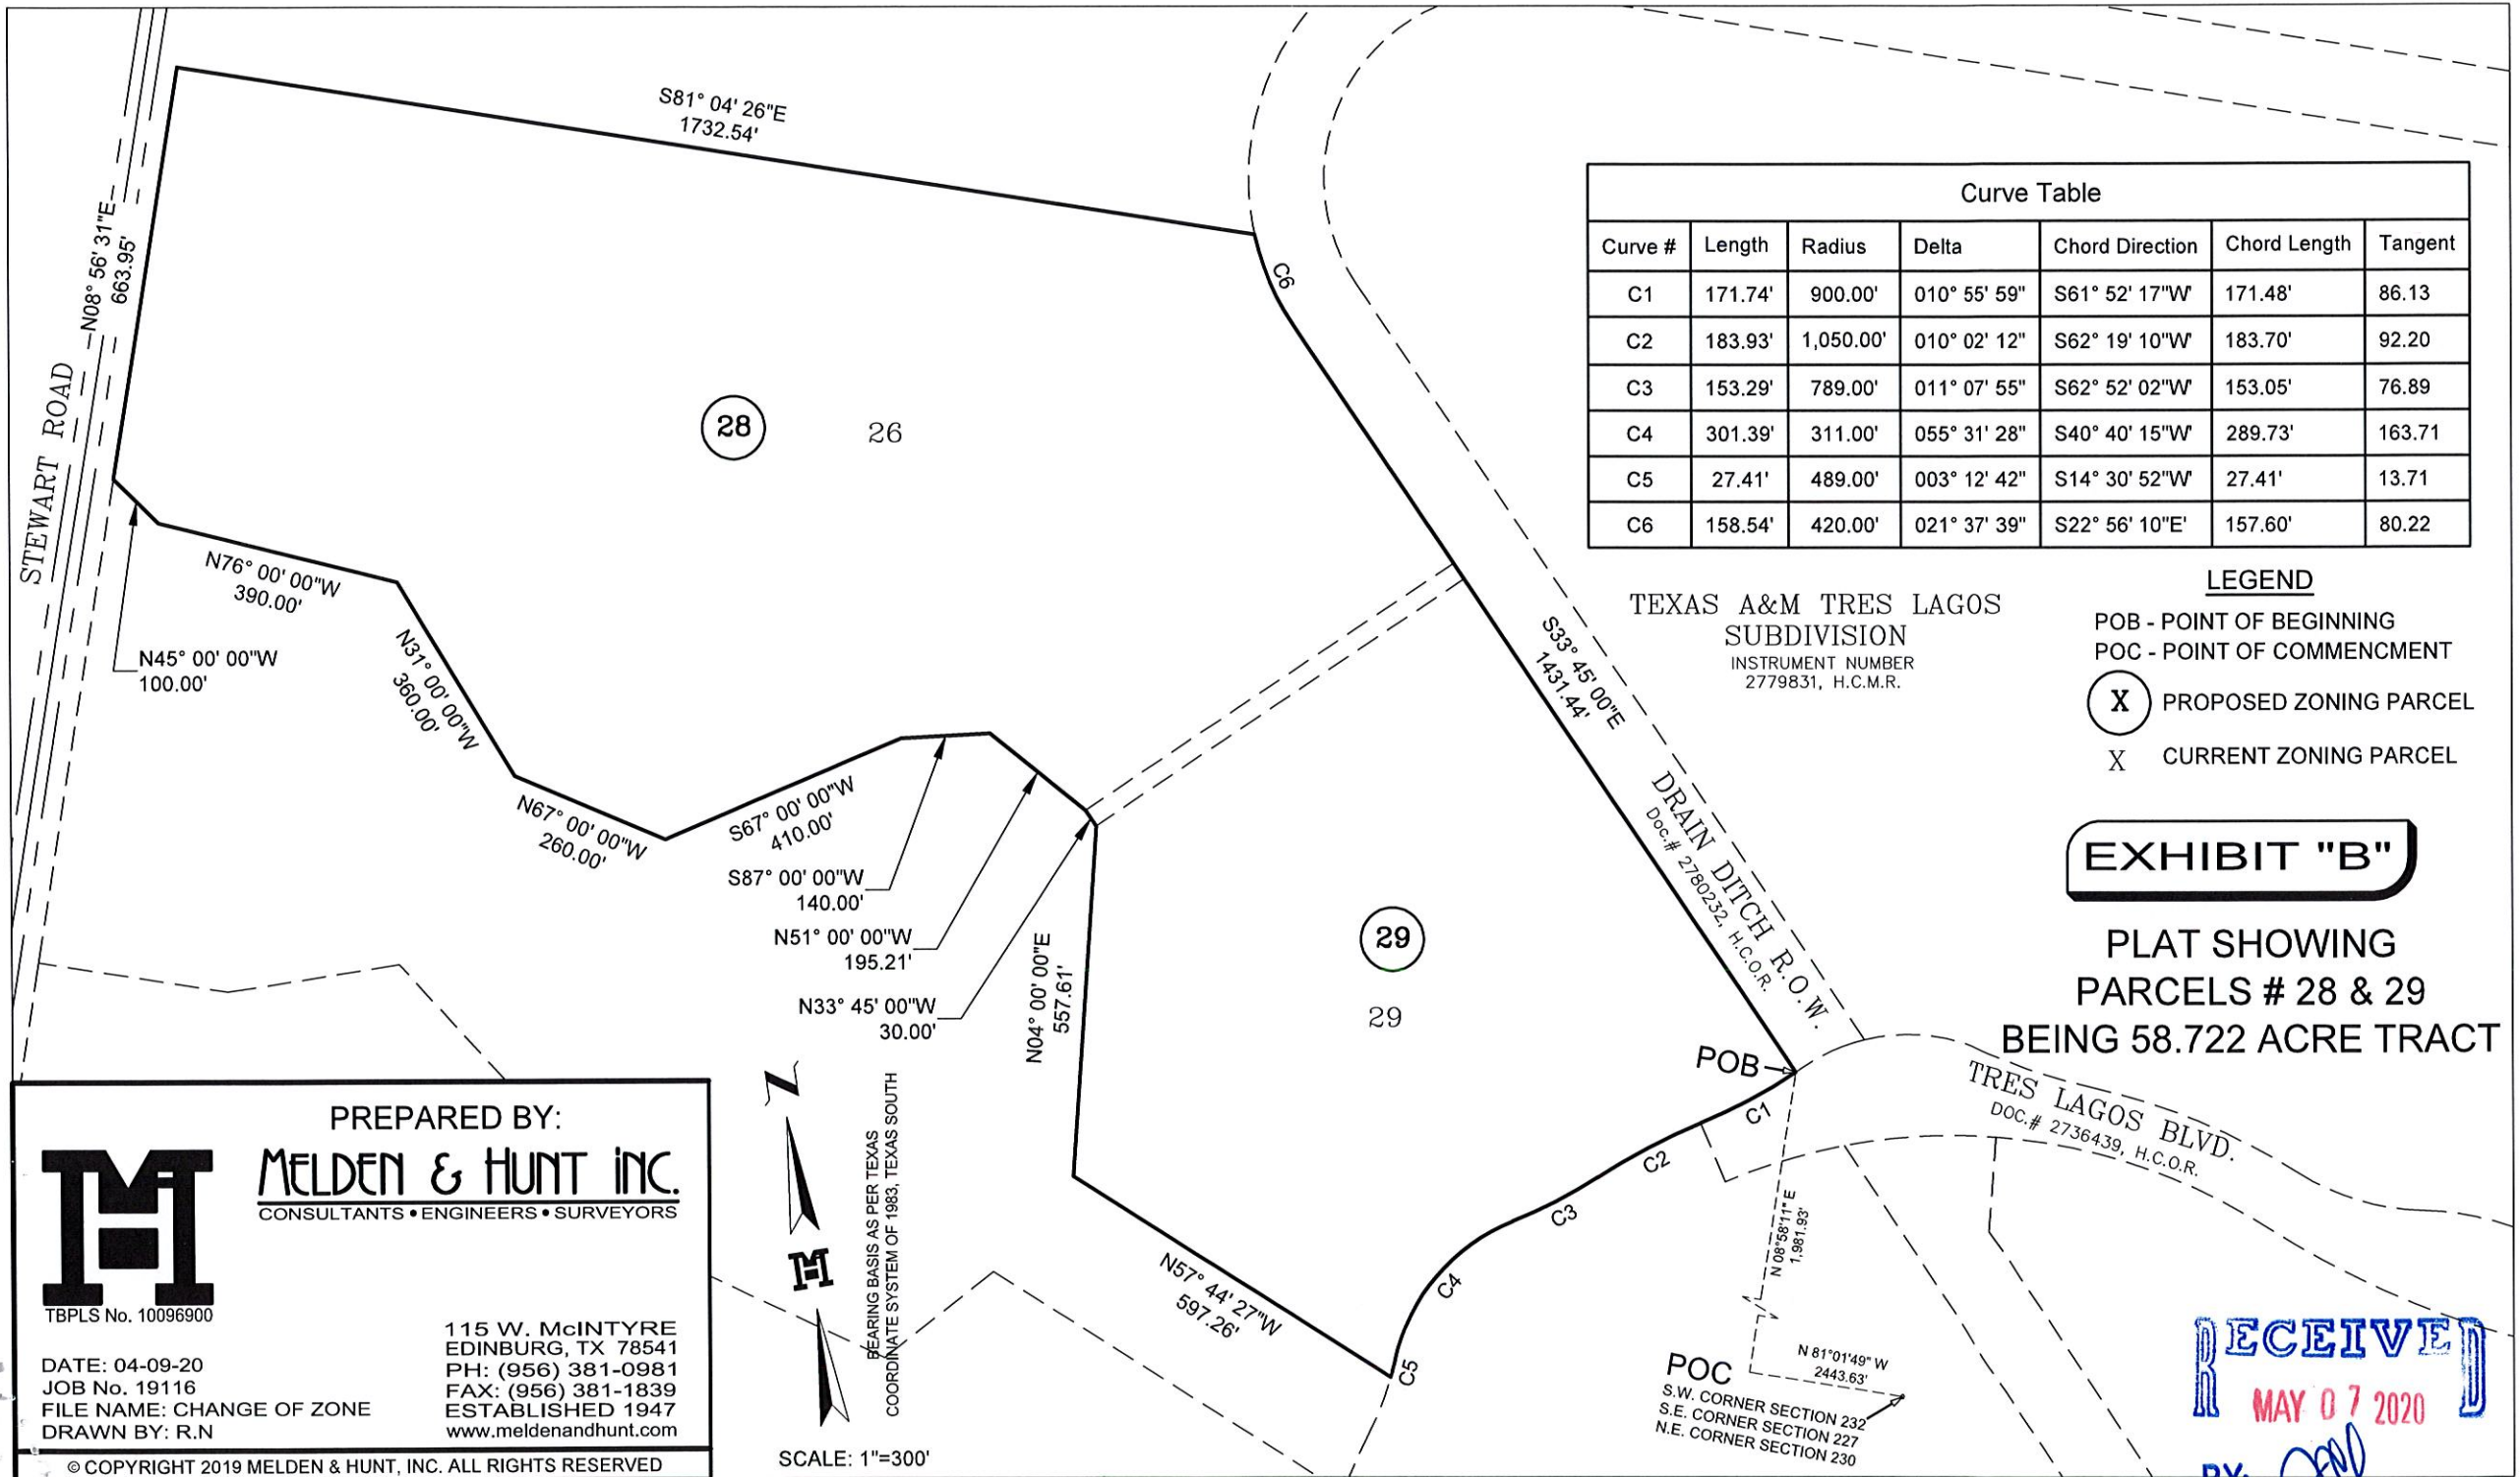 S81° 04' 26"E
1732.54'
N08° 56' 31"E
663.95'
STEWART ROAD
C6
28
26
N76° 00' 00"W
390.00'
N45° 00' 00"W
100.00'
N31° 00' 00"W
360.00'
N67° 00' 00"W
260.00'
S67° 00' 00"W
410.00'
S87° 00' 00"W
140.00'
N51° 00' 00"W
195.21'
N33° 45' 00"W
30.00'
N04° 00' 00"E
557.61'
29
29
S33° 45' 00"E
1431.44'
DRAIN DITCH R.O.W.
Doc.# 2780232, H.C.O.R.
POB
C1
C2
C3
C4
C5
N57° 44' 27"W
597.26'
TRES LAGOS BLVD.
DOC.# 2736439, H.C.O.R.
N 08°58'11" E
1,981.93'
N 81°01'49" W
2443.63'
POC
S.W. CORNER SECTION 232
S.E. CORNER SECTION 227
N.E. CORNER SECTION 230
Curve Table
Curve # Length Radius Delta Chord Direction Chord Length Tangent
C1 171.74' 900.00' 010° 55' 59" S61° 52' 17"W 171.48' 86.13
C2 183.93' 1,050.00' 010° 02' 12" S62° 19' 10"W 183.70' 92.20
C3 153.29' 789.00' 011° 07' 55" S62° 52' 02"W 153.05' 76.89
C4 301.39' 311.00' 055° 31' 28" S40° 40' 15"W 289.73' 163.71
C5 27.41' 489.00' 003° 12' 42" S14° 30' 52"W 27.41' 13.71
C6 158.54' 420.00' 021° 37' 39" S22° 56' 10"E 157.60' 80.22
TEXAS A&M TRES LAGOS
SUBDIVISION
INSTRUMENT NUMBER
2779831, H.C.M.R.
LEGEND
POB - POINT OF BEGINNING
POC - POINT OF COMMENCMENT
X PROPOSED ZONING PARCEL
X CURRENT ZONING PARCEL
EXHIBIT "B"
PLAT SHOWING
PARCELS # 28 & 29
BEING 58.722 ACRE TRACT
PREPARED BY:
MELDEN & HUNT INC.
CONSULTANTS • ENGINEERS • SURVEYORS
TBPLS No. 10096900
115 W. McINTYRE
EDINBURG, TX 78541
PH: (956) 381-0981
FAX: (956) 381-1839
ESTABLISHED 1947
www.meldenandhunt.com
DATE: 04-09-20
JOB No. 19116
FILE NAME: CHANGE OF ZONE
DRAWN BY: R.N
© COPYRIGHT 2019 MELDEN & HUNT, INC. ALL RIGHTS RESERVED
N
BEARING BASIS AS PER TEXAS
COORDINATE SYSTEM OF 1983, TEXAS SOUTH
SCALE: 1"=300'
RECEIVED
MAY 07 2020
BY: